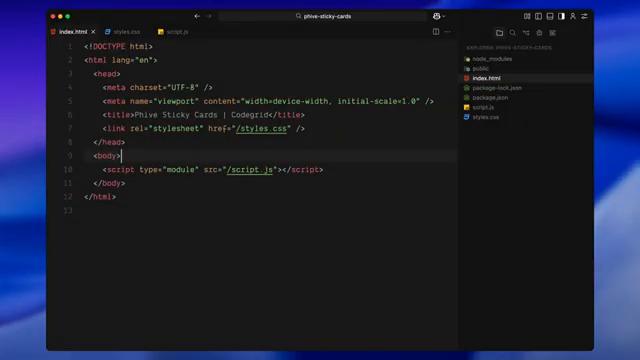 phive-sticky-cards
index.html
styles.css
script.js
EXPLORER: PHIVE-STICKY-CARDS
node_modules
public
index.html
package-lock.json
package.json
script.js
styles.css
1 <!DOCTYPE html>
2 <html lang="en">
3 <head>
4 <meta charset="UTF-8" />
5 <meta name="viewport" content="width=device-width, initial-scale=1.0" />
6 <title>Phive Sticky Cards | Codegrid</title>
7 <link rel="stylesheet" href="/styles.css" />
8 </head>
9 <body>
10 <script type="module" src="/script.js"></script>
11 </body>
12 </html>
13